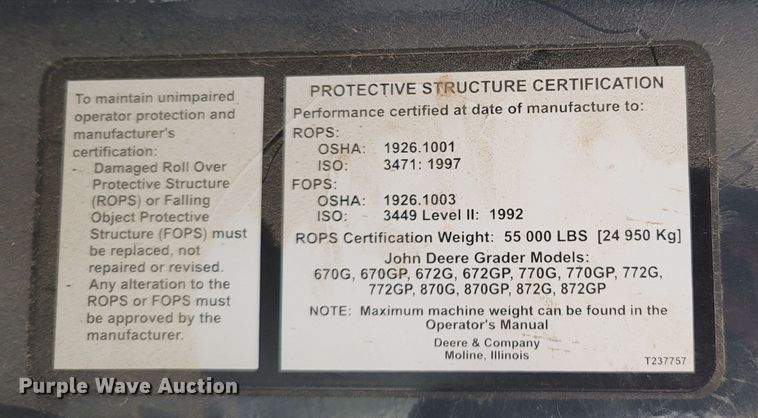 To maintain unimpaired
operator protection and
manufacturer's
certification:
- Damaged Roll Over
Protective Structure
(ROPS) or Falling
Object Protective
Structure (FOPS) must
be replaced, not
repaired or revised.
- Any alteration to the
ROPS or FOPS must
be approved by the
manufacturer.
PROTECTIVE STRUCTURE CERTIFICATION
Performance certified at date of manufacture to:
ROPS:
OSHA: 1926.1001
ISO: 3471: 1997
FOPS:
OSHA: 1926.1003
ISO: 3449 Level II: 1992
ROPS Certification Weight: 55 000 LBS [24 950 Kg]
John Deere Grader Models:
670G, 670GP, 672G, 672GP, 770G, 770GP, 772G,
772GP, 870G, 870GP, 872G, 872GP
NOTE: Maximum machine weight can be found in the
Operator's Manual
Deere & Company
Moline, Illinois
T237757
Purple Wave Auction